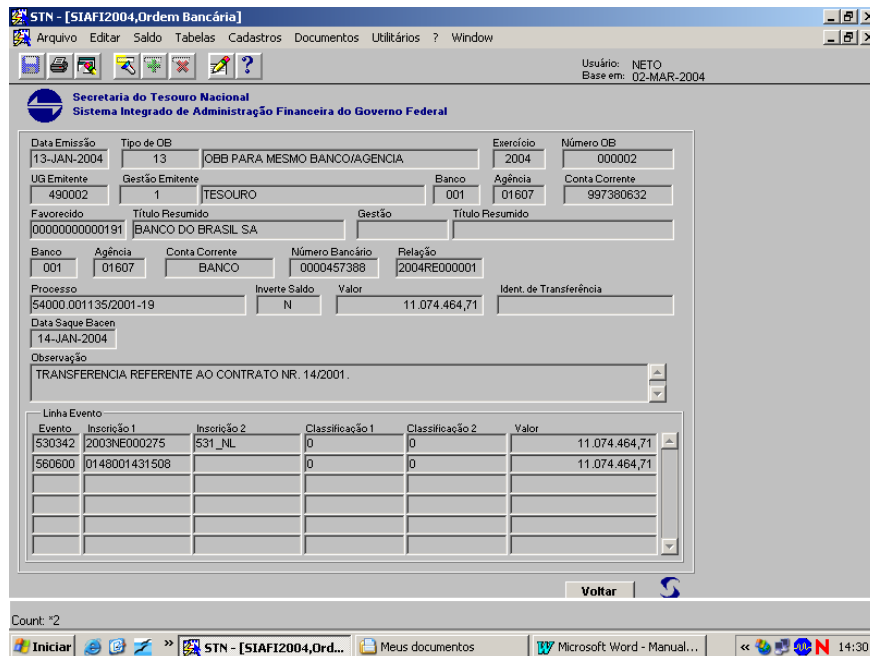 STN - [SIAFI2004,Ordem Bancária]
Arquivo Editar Saldo Tabelas Cadastros Documentos Utilitários ? Window
Usuário: NETO
Base em: 02-MAR-2004
Secretaria do Tesouro Nacional
Sistema Integrado de Administração Financeira do Governo Federal
Data Emissão Tipo de OB Exercício Número OB
13-JAN-2004 13 OBB PARA MESMO BANCO/AGENCIA 2004 000002
UG Emitente Gestão Emitente Banco Agência Conta Corrente
490002 1 TESOURO 001 01607 997380632
Favorecido Título Resumido Gestão Título Resumido
00000000000191 BANCO DO BRASIL SA
Banco Agência Conta Corrente Número Bancário Relação
001 01607 BANCO 0000457388 2004RE000001
Processo Inverte Saldo Valor Ident. de Transferência
54000.001135/2001-19 N 11.074.464,71
Data Saque Bacen
14-JAN-2004
Observação
TRANSFERENCIA REFERENTE AO CONTRATO NR. 14/2001.
Linha Evento
Evento Inscrição 1 Inscrição 2 Classificação 1 Classificação 2 Valor
530342 2003NE000275 531_NL 0 0 11.074.464,71
560600 0148001431508 0 0 11.074.464,71
Voltar
Count: *2
Iniciar » STN - [SIAFI2004,Ord... Meus documentos Microsoft Word - Manual... « 14:30